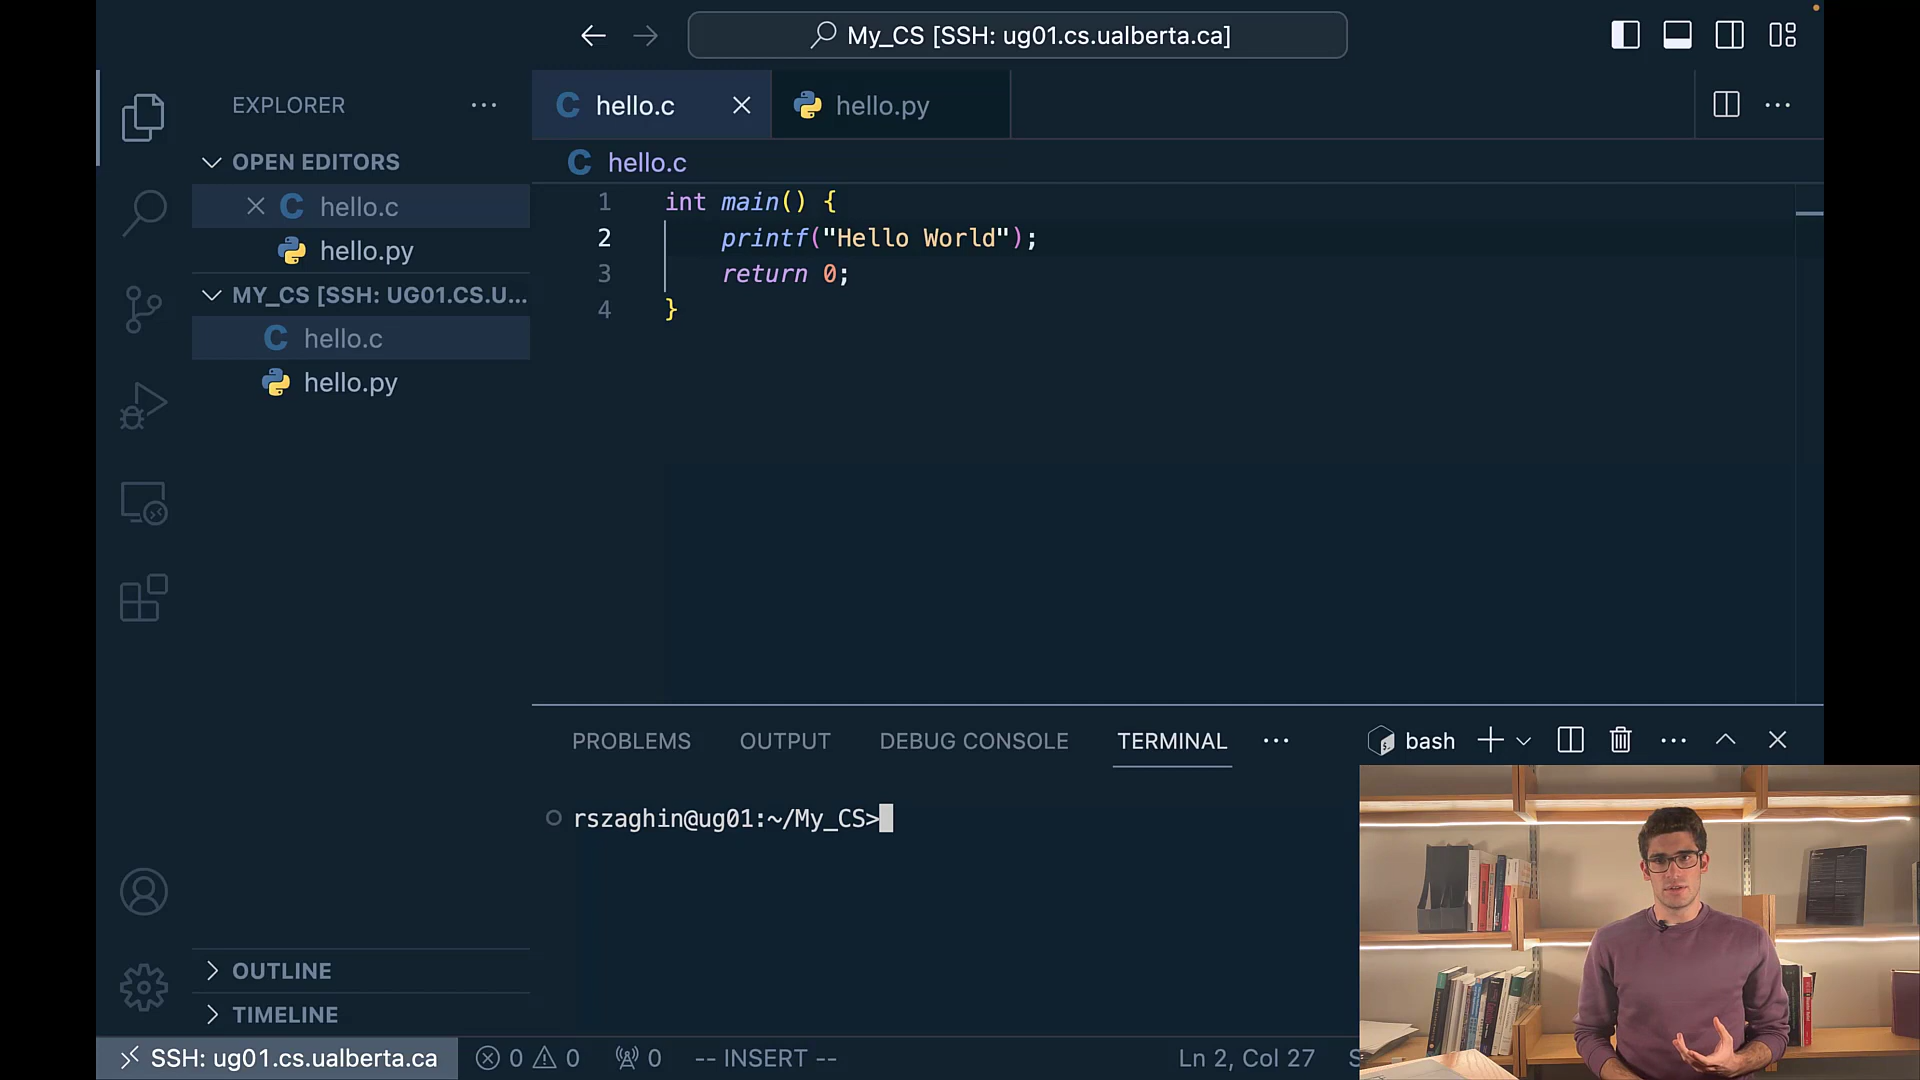 My_CS [SSH: ug01.cs.ualberta.ca]
EXPLORER
OPEN EDITORS
hello.c
hello.py
MY_CS [SSH: UG01.CS.U...
hello.c
hello.py
OUTLINE
TIMELINE
hello.c
hello.py
hello.c
1 int main() {
2 printf("Hello World");
3 return 0;
4 }
PROBLEMS OUTPUT DEBUG CONSOLE TERMINAL
bash
rszaghin@ug01:~/My_CS>
SSH: ug01.cs.ualberta.ca 0 0 0 -- INSERT -- Ln 2, Col 27